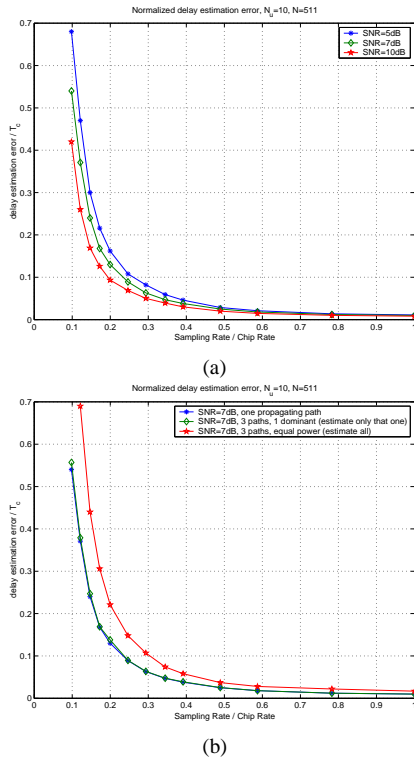 Normalized delay estimation error, N_u=10, N=511
SNR=5dB
SNR=7dB
SNR=10dB
delay estimation error / T_c
0.7
0.6
0.5
0.4
0.3
0.2
0.1
0
0 0.1 0.2 0.3 0.4 0.5 0.6 0.7 0.8 0.9 1
Sampling Rate / Chip Rate
(a)
Normalized delay estimation error, N_u=10, N=511
SNR=7dB, one propagating path
SNR=7dB, 3 paths, 1 dominant (estimate only that one)
SNR=7dB, 3 paths, equal power (estimate all)
delay estimation error / T_c
0.7
0.6
0.5
0.4
0.3
0.2
0.1
0
0 0.1 0.2 0.3 0.4 0.5 0.6 0.7 0.8 0.9 1
Sampling Rate / Chip Rate
(b)